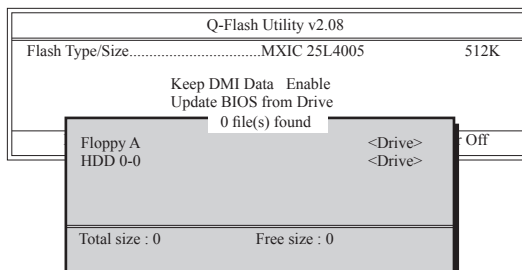 Q-Flash Utility v2.08
Flash Type/Size.................................MXIC 25L4005 512K
Keep DMI Data Enable
Update BIOS from Drive
0 file(s) found
Floppy A <Drive>
HDD 0-0 <Drive>
Off
Total size : 0 Free size : 0